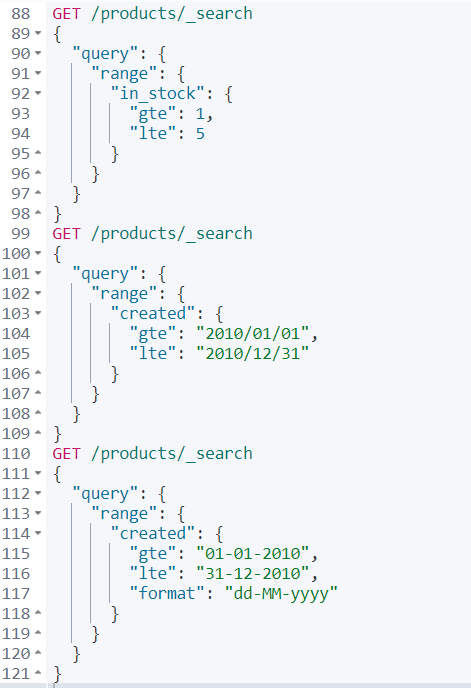 88 GET /products/_search
89 {
90 "query": {
91 "range": {
92 "in_stock": {
93 "gte": 1,
94 "lte": 5
95 }
96 }
97 }
98 }
99 GET /products/_search
100 {
101 "query": {
102 "range": {
103 "created": {
104 "gte": "2010/01/01",
105 "lte": "2010/12/31"
106 }
107 }
108 }
109 }
110 GET /products/_search
111 {
112 "query": {
113 "range": {
114 "created": {
115 "gte": "01-01-2010",
116 "lte": "31-12-2010",
117 "format": "dd-MM-yyyy"
118 }
119 }
120 }
121 }